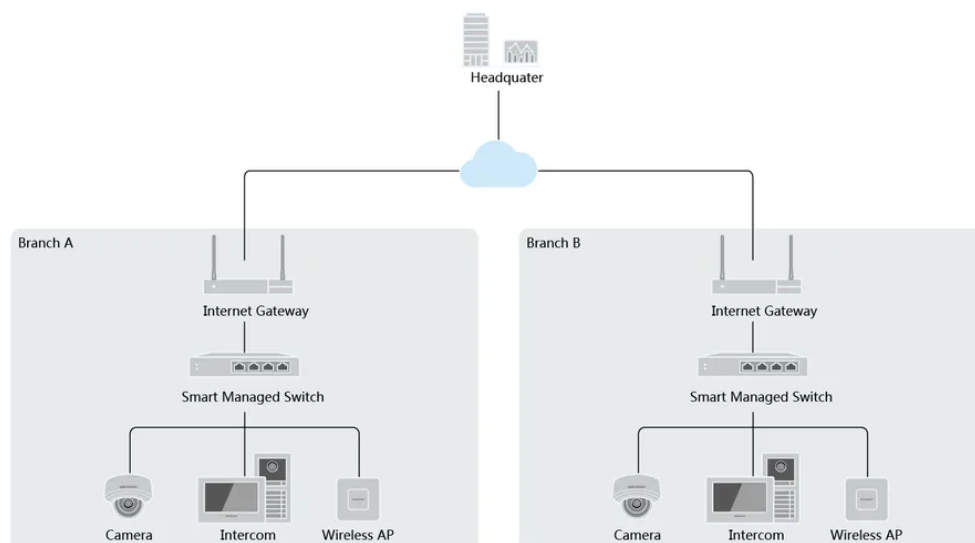 Headquater
Branch A
Branch B
Internet Gateway
Internet Gateway
Smart Managed Switch
Smart Managed Switch
Camera
Intercom
Wireless AP
Camera
Intercom
Wireless AP